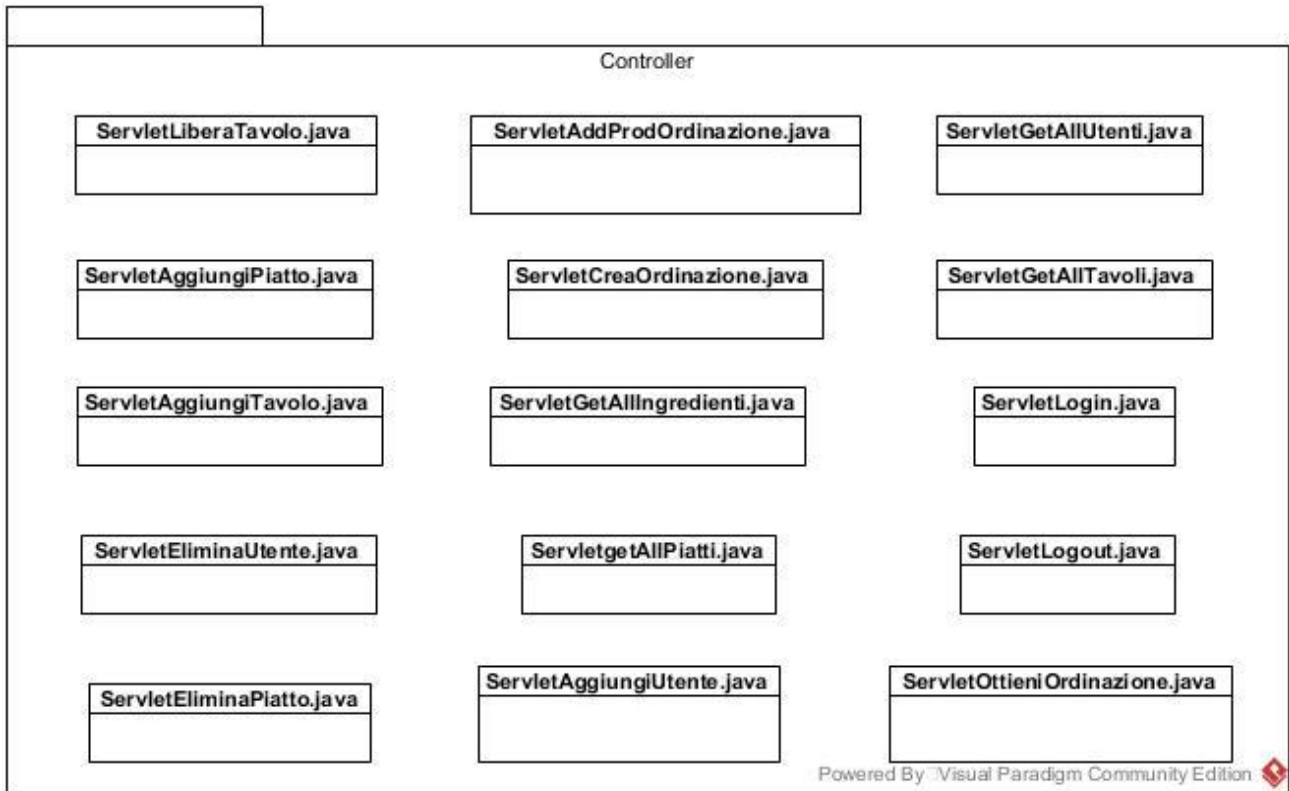 Controller
ServletLiberaTavolo.java
ServletAddProdOrdinazione.java
ServletGetAllUtenti.java
ServletAggiungiPiatto.java
ServletCreaOrdinazione.java
ServletGetAllTavoli.java
ServletAggiungiTavolo.java
ServletGetAllIngredienti.java
ServletLogin.java
ServletEliminaUtente.java
ServletgetAllPiatti.java
ServletLogout.java
ServletEliminaPiatto.java
ServletAggiungiUtente.java
ServletOttieniOrdinazione.java
Powered By Visual Paradigm Community Edition